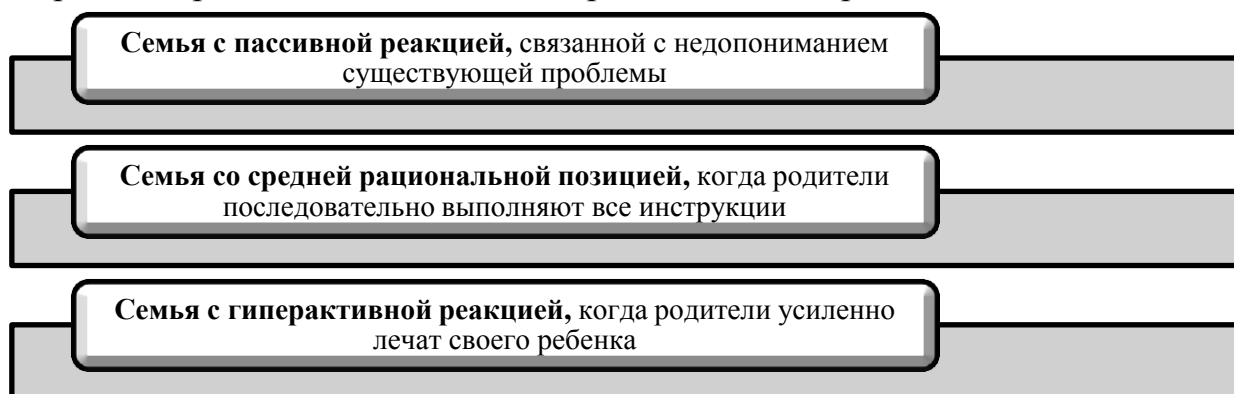 Семья с пассивной реакцией, связанной с недопониманием
существующей проблемы
Семья со средней рациональной позицией, когда родители
последовательно выполняют все инструкции
Семья с гиперактивной реакцией, когда родители усиленно
лечат своего ребенка